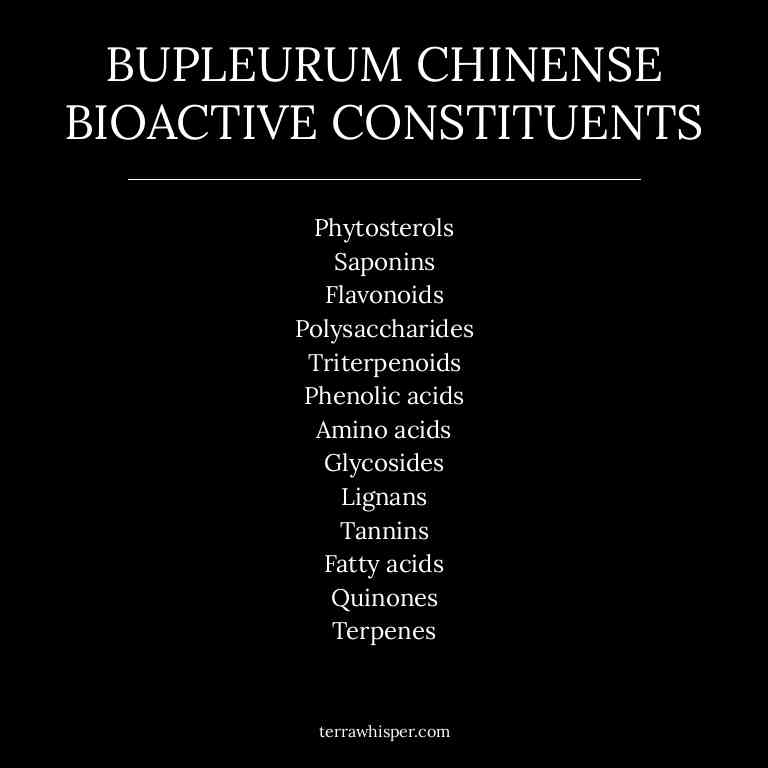 BUPLEURUM CHINENSE
BIOACTIVE CONSTITUENTS
Phytosterols
Saponins
Flavonoids
Polysaccharides
Triterpenoids
Phenolic acids
Amino acids
Glycosides
Lignans
Tannins
Fatty acids
Quinones
Terpenes
terrawhisper.com